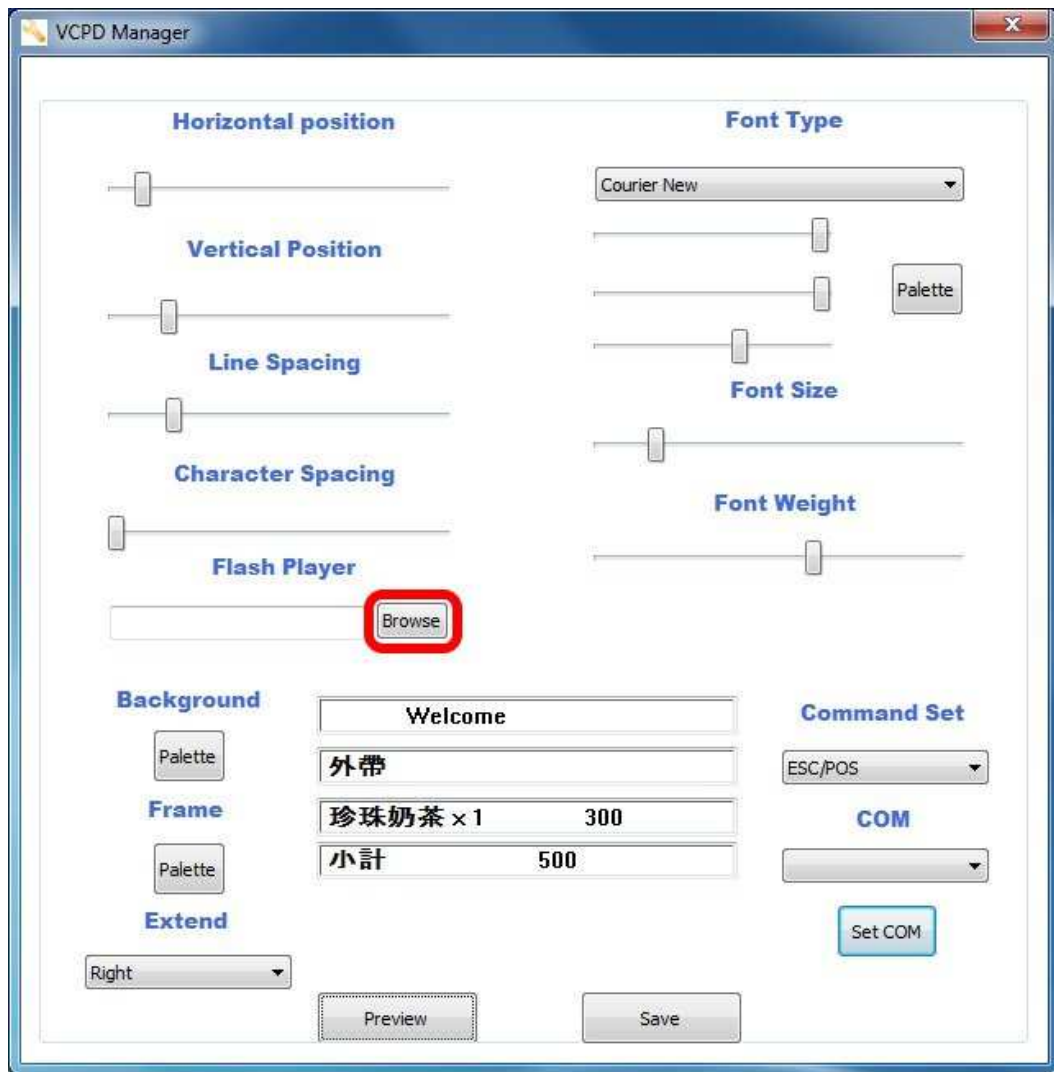 VCPD Manager
Horizontal position
Vertical Position
Line Spacing
Character Spacing
Flash Player
Browse
Font Type
Courier New
Palette
Font Size
Font Weight
Background
Palette
Frame
Palette
Extend
Right
Welcome
外帶
珍珠奶茶×1 300
小計 500
Command Set
ESC/POS
COM
Set COM
Preview
Save